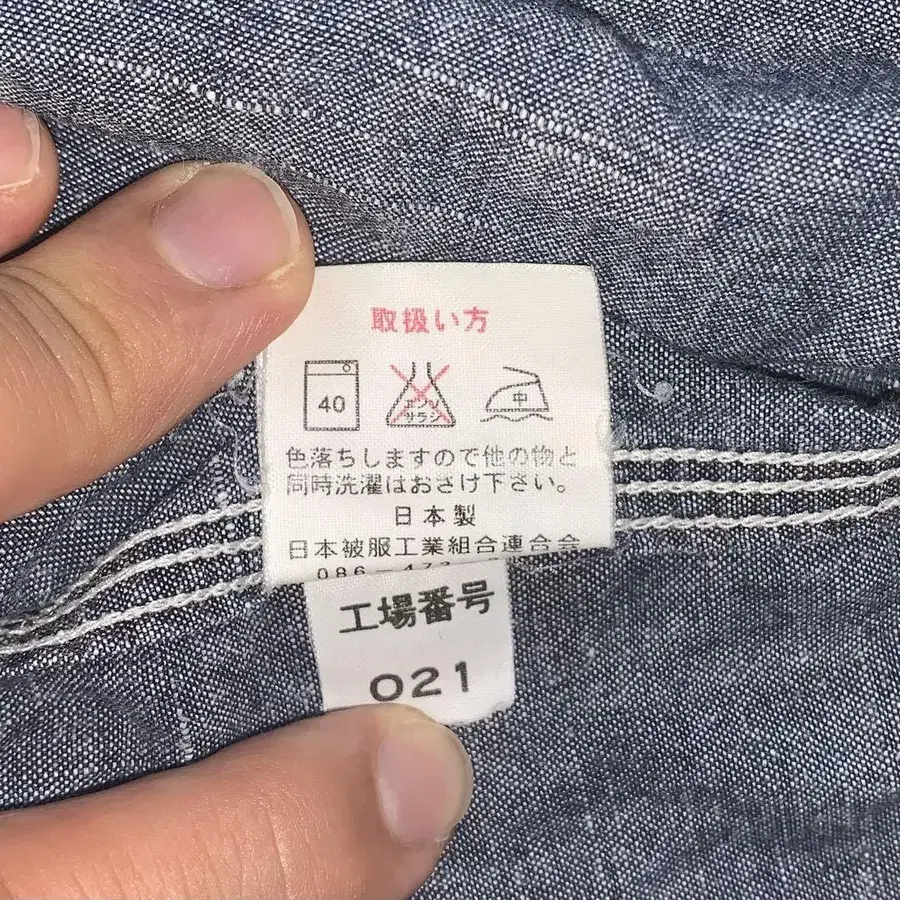 取扱い方
40
エンソ
サラシ
中
色落ちしますので他の物と
同時洗濯はおさけ下さい。
日本製
日本被服工業組合連合会
086-473
工場番号
021